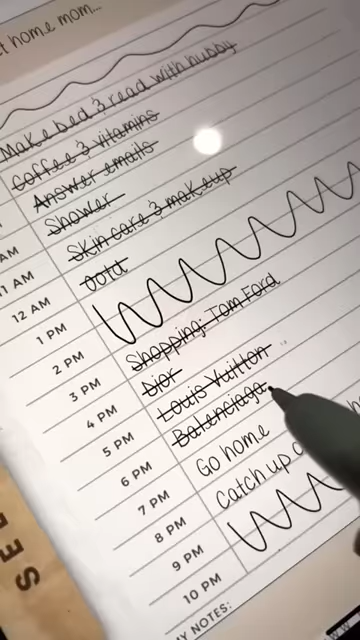 t home mom...
Make bed & read with hubby
Coffee & vitamins
Answer emails
Shower
AM Skin care & makeup
11 AM OOTD
12 AM
1 PM
2 PM Shopping: Tom Ford
3 PM Dior
4 PM Louis Vuitton
5 PM Balenciaga
6 PM Go home
7 PM Catch up
8 PM
9 PM
10 PM
Y NOTES:
SEL